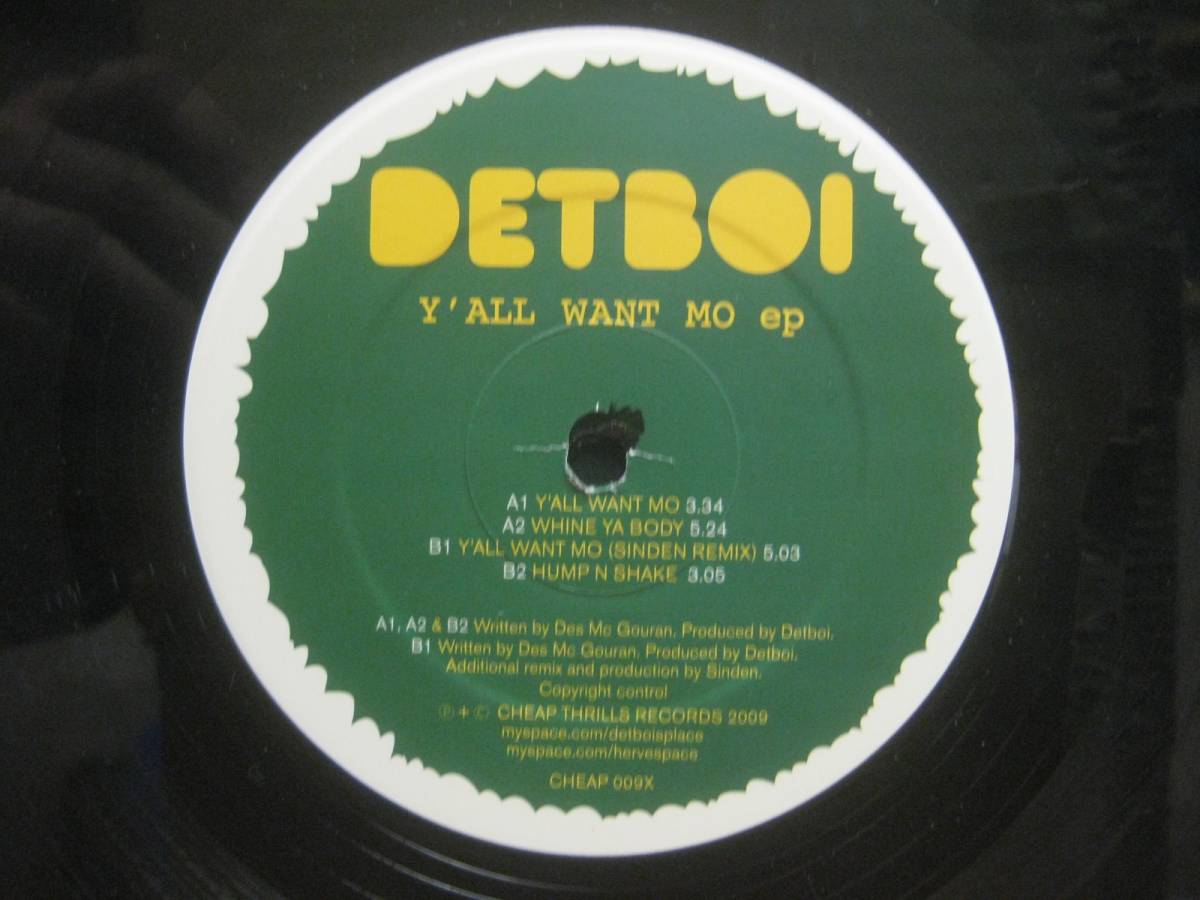 DETBOI
Y'ALL WANT MO ep
A1 Y'ALL WANT MO 3.34
A2 WHINE YA BODY 5.24
B1 Y'ALL WANT MO (SINDEN REMIX) 5.03
B2 HUMP N SHAKE 3.05
A1, A2 & B2 Written by Des Mc Gouran. Produced by Detboi.
B1 Written by Des Mc Gouran, Produced by Detboi.
Additional remix and production by Sinden.
Copyright control
℗ + © CHEAP THRILLS RECORDS 2009
myspace.com/detboisplace
myspace.com/hervespace
CHEAP 009X